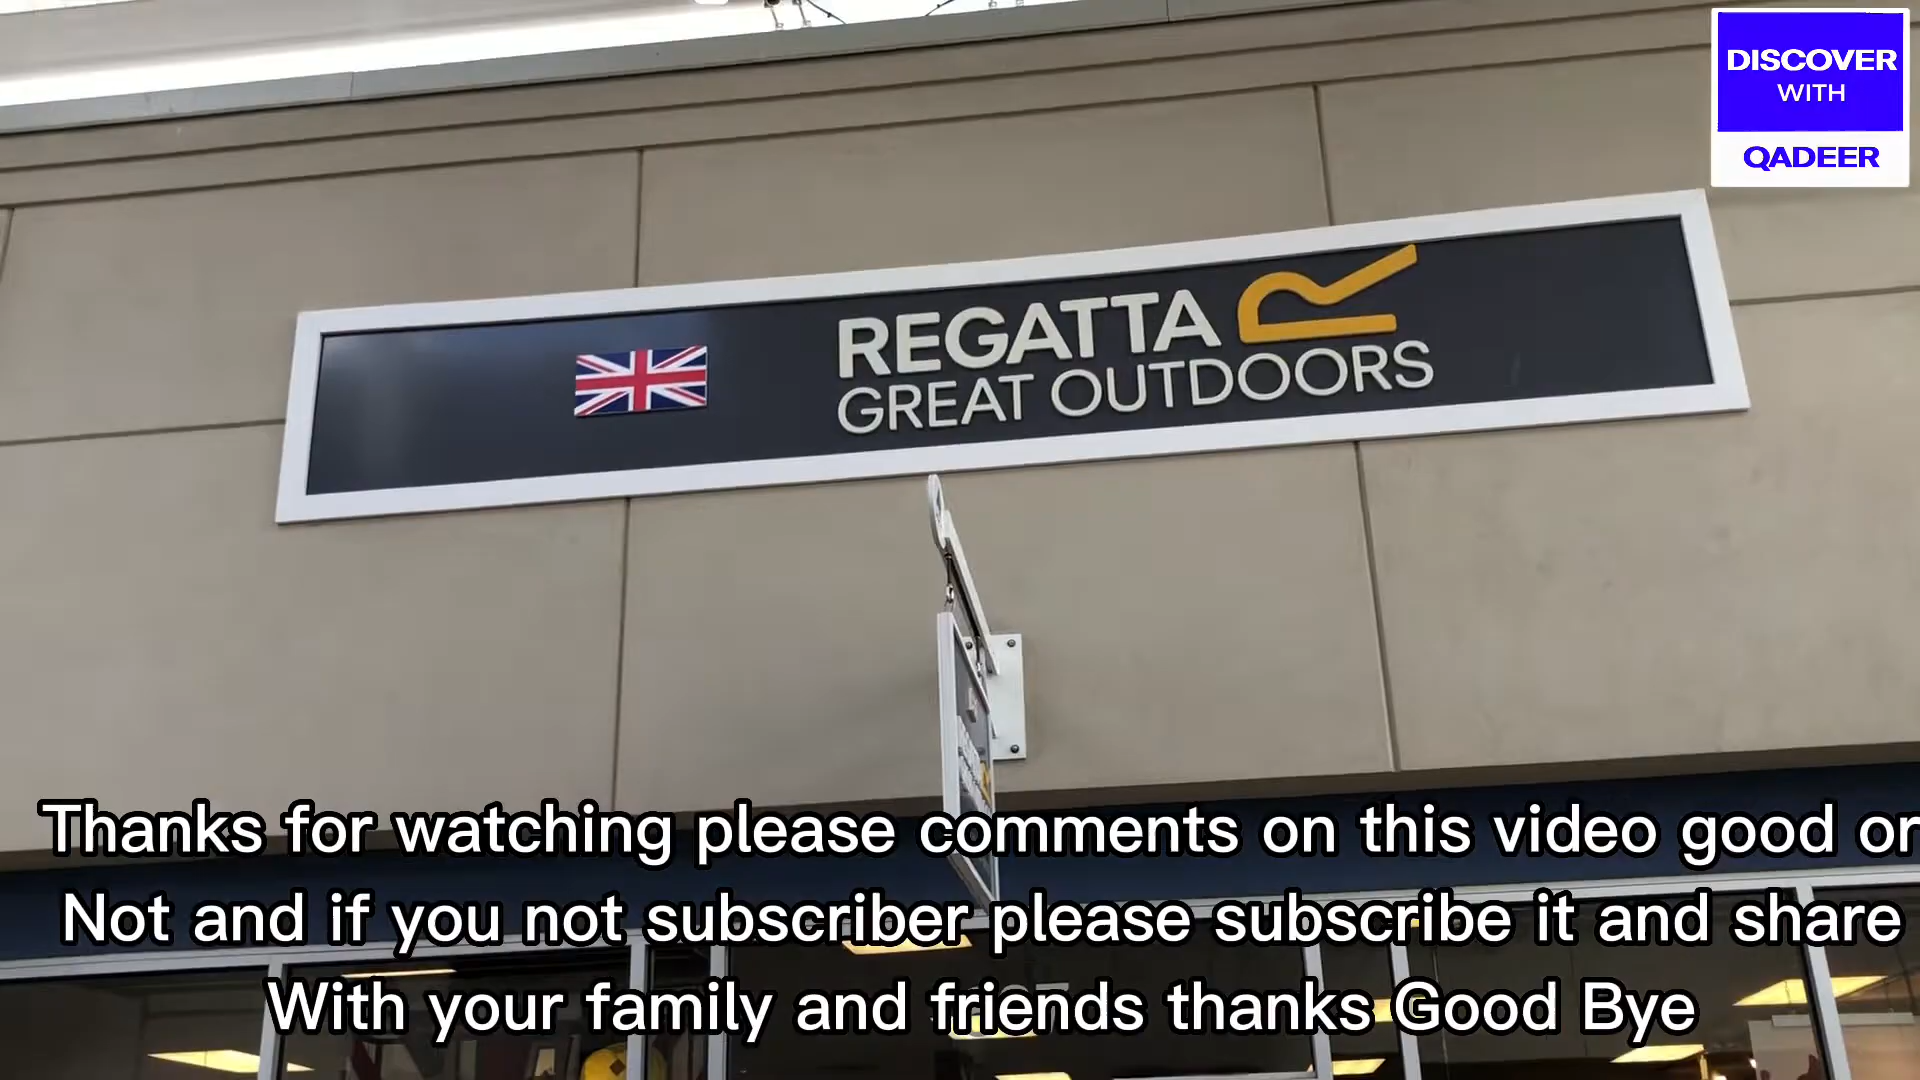 DISCOVER
WITH
QADEER
REGATTA
GREAT OUTDOORS
Thanks for watching please comments on this video good or
Not and if you not subscriber please subscribe it and share
With your family and friends thanks Good Bye